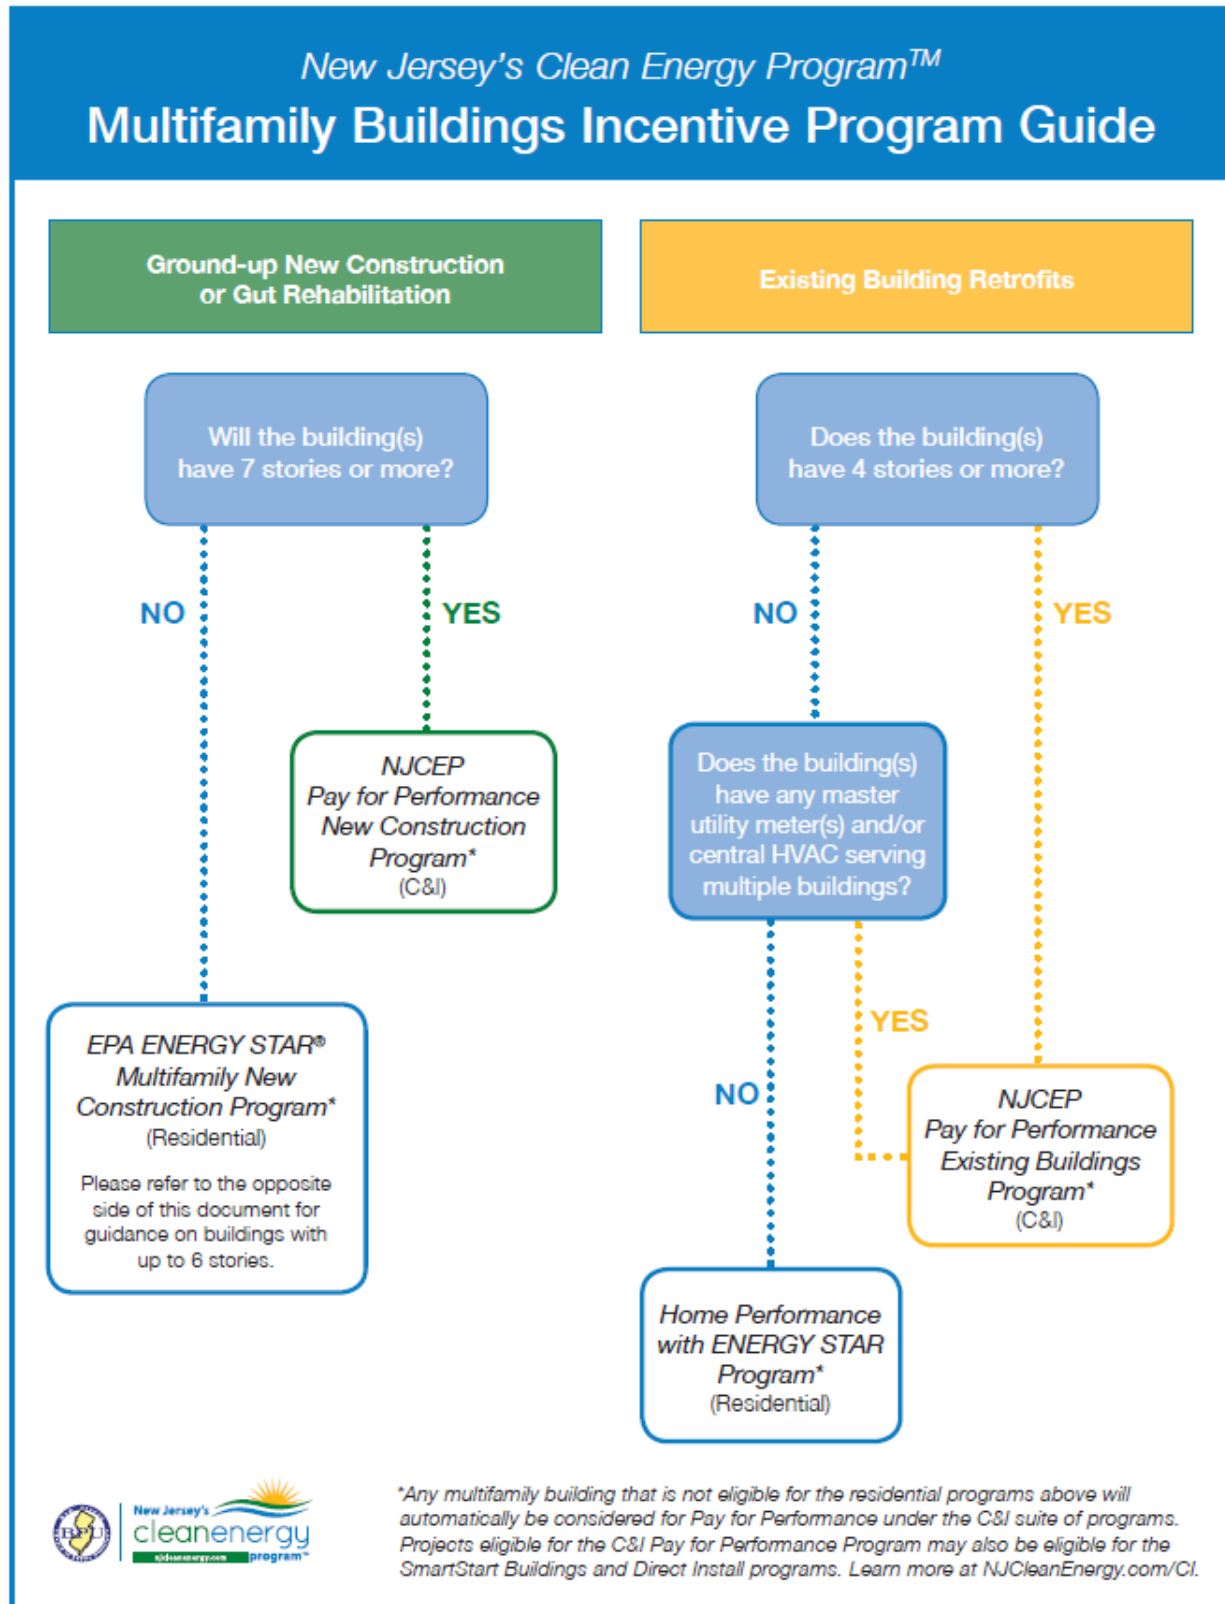 New Jersey's Clean Energy Program™
Multifamily Buildings Incentive Program Guide
Ground-up New Construction
or Gut Rehabilitation
Will the building(s)
have 7 stories or more?
NO
YES
NJCEP
Pay for Performance
New Construction
Program*
(C&I)
EPA ENERGY STAR®
Multifamily New
Construction Program*
(Residential)
Please refer to the opposite
side of this document for
guidance on buildings with
up to 6 stories.
Existing Building Retrofits
Does the building(s)
have 4 stories or more?
NO
YES
Does the building(s)
have any master
utility meter(s) and/or
central HVAC serving
multiple buildings?
YES
NO
NJCEP
Pay for Performance
Existing Buildings
Program*
(C&I)
Home Performance
with ENERGY STAR
Program*
(Residential)
BPU
New Jersey's
cleanenergy
njcleanenergy.com
program™
*Any multifamily building that is not eligible for the residential programs above will
automatically be considered for Pay for Performance under the C&I suite of programs.
Projects eligible for the C&I Pay for Performance Program may also be eligible for the
SmartStart Buildings and Direct Install programs. Learn more at NJCleanEnergy.com/CI.